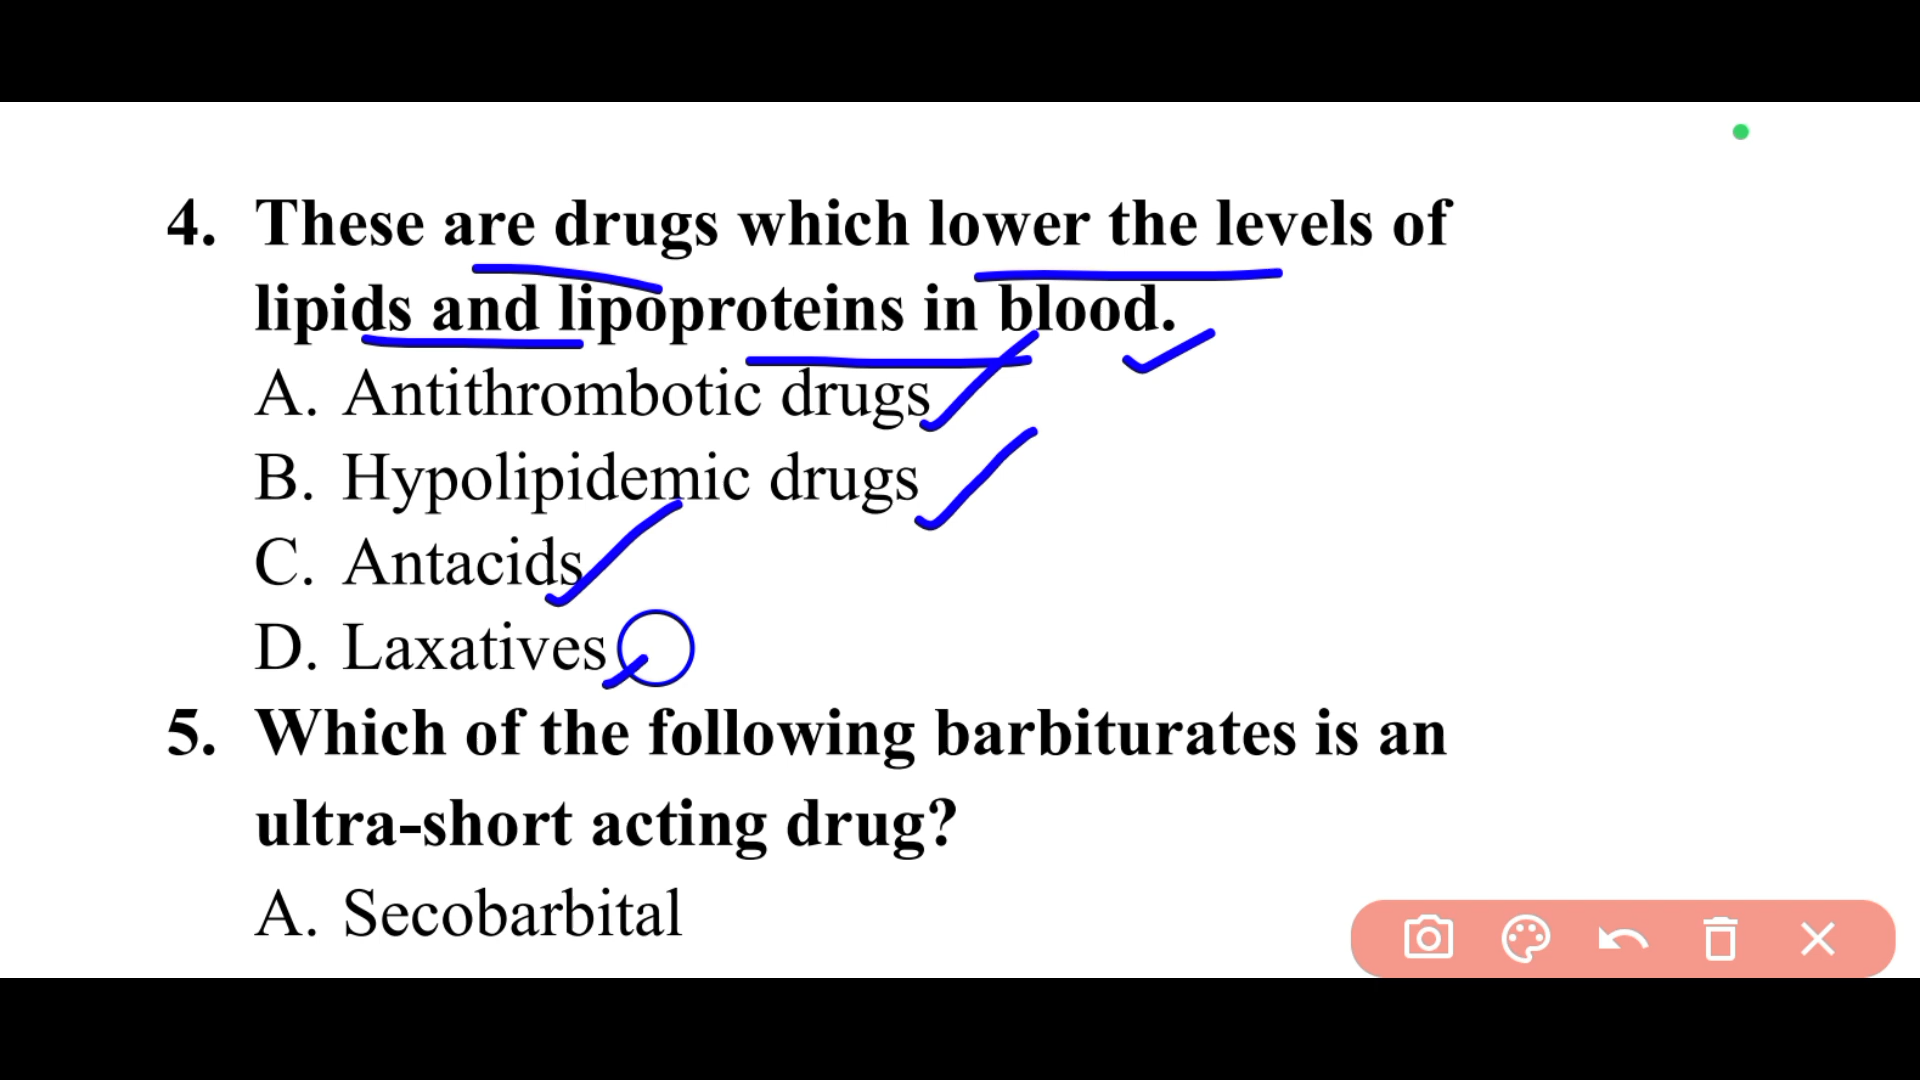 4. These are drugs which lower the levels of
lipids and lipoproteins in blood.
A. Antithrombotic drugs
B. Hypolipidemic drugs
C. Antacids
D. Laxatives
5. Which of the following barbiturates is an
ultra-short acting drug?
A. Secobarbital